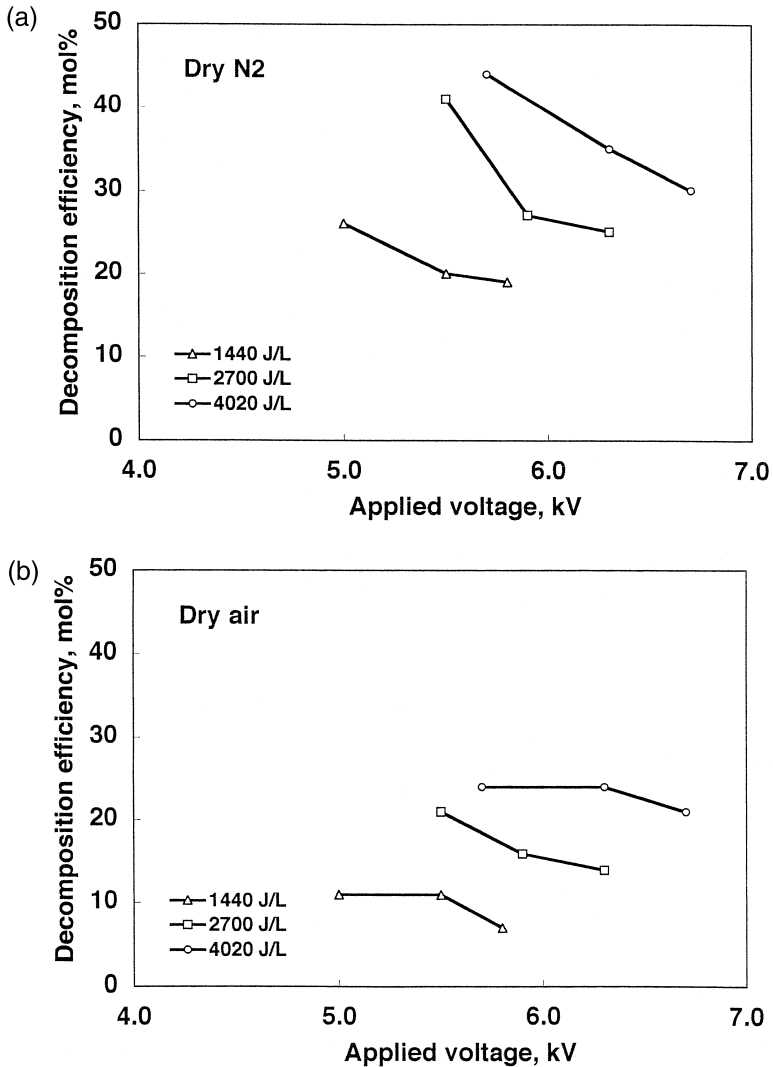 (a)
50
40
30
20
10
0
Decomposition efficiency, mol%
Dry N2
1440 J/L
2700 J/L
4020 J/L
4.0 5.0 6.0 7.0
Applied voltage, kV
(b)
50
40
30
20
10
0
Decomposition efficiency, mol%
Dry air
1440 J/L
2700 J/L
4020 J/L
4.0 5.0 6.0 7.0
Applied voltage, kV